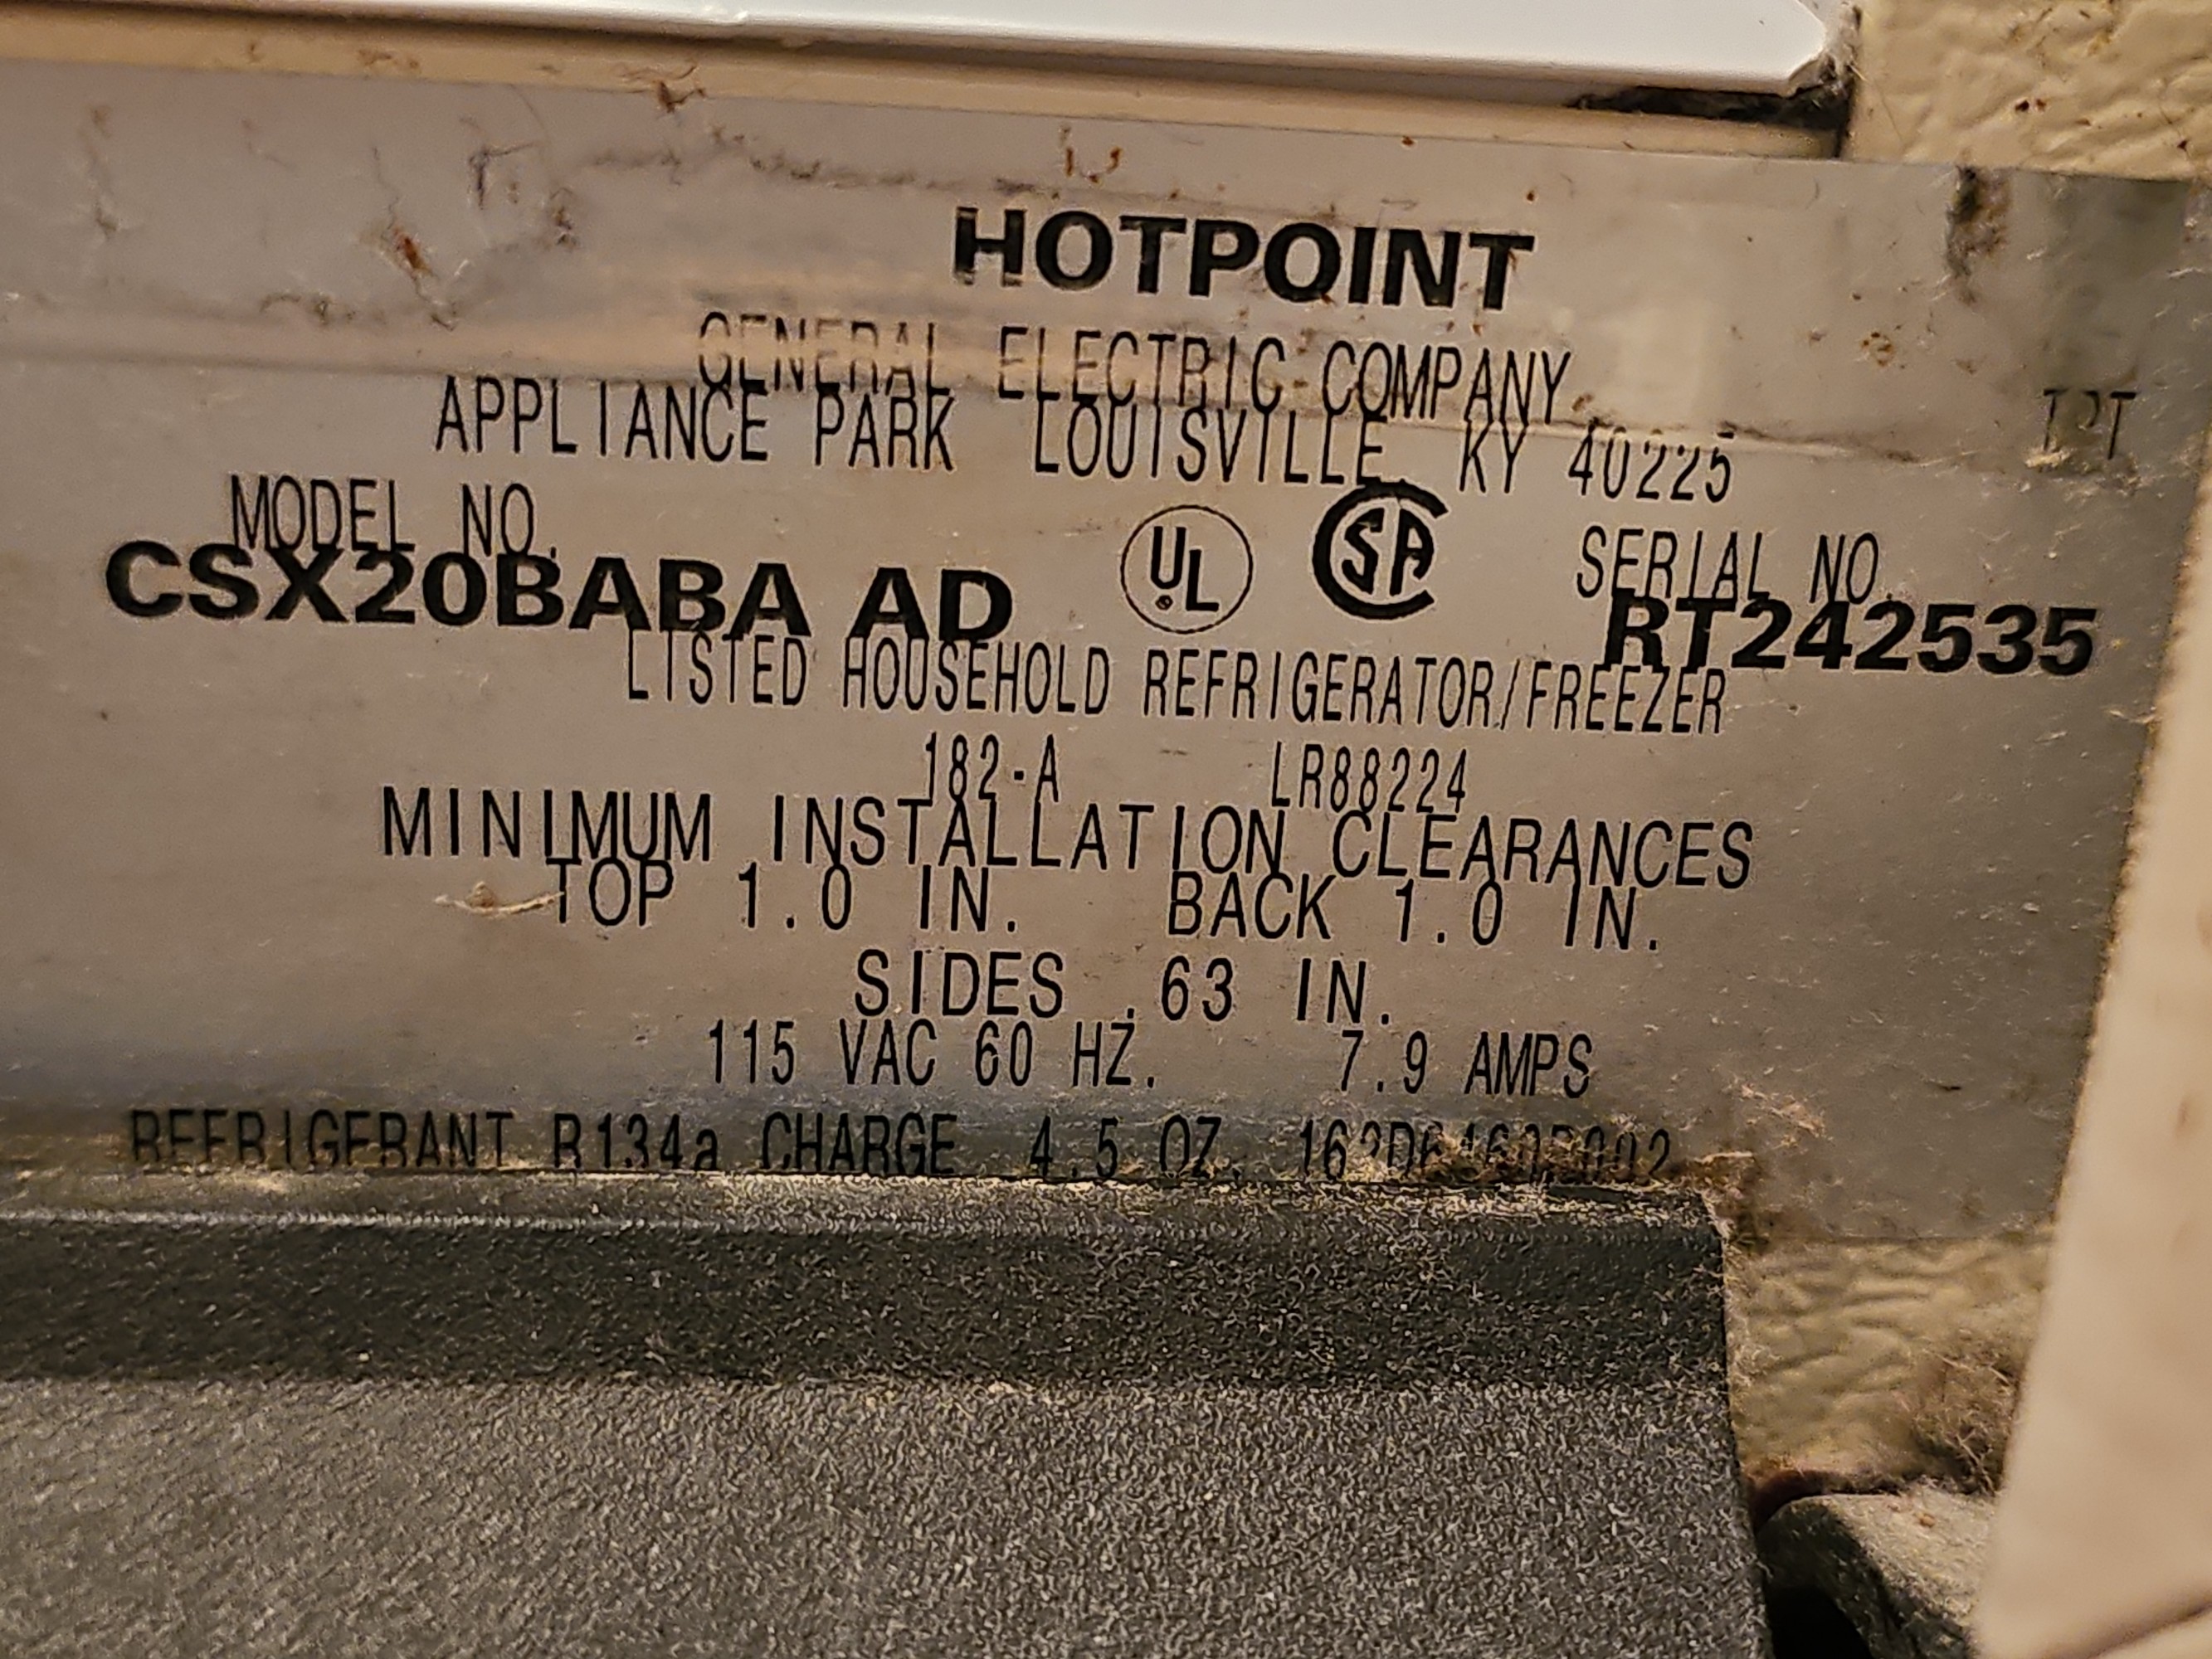 HOTPOINT
GENERAL ELECTRIC COMPANY
APPLIANCE PARK LOUISVILLE, KY 40225
MODEL NO. SERIAL NO.
CSX20BABA AD UL SA RT242535
LISTED HOUSEHOLD REFRIGERATOR/FREEZER
182-A LR88224
MINIMUM INSTALLATION CLEARANCES
TOP 1.0 IN. BACK 1.0 IN.
SIDES .63 IN.
115 VAC 60 HZ. 7.9 AMPS
REFRIGERANT R134a CHARGE 4.5 OZ.